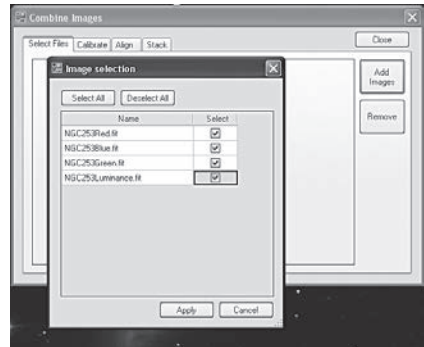 Combine Images
Select Files Calibrate Align Stack
Close
Add Images
Remove
Image selection
Select All Deselect All
Name Select
NGC253Red.fit
NGC253Blue.fit
NGC253Green.fit
NGC253Luminance.fit
Apply Cancel